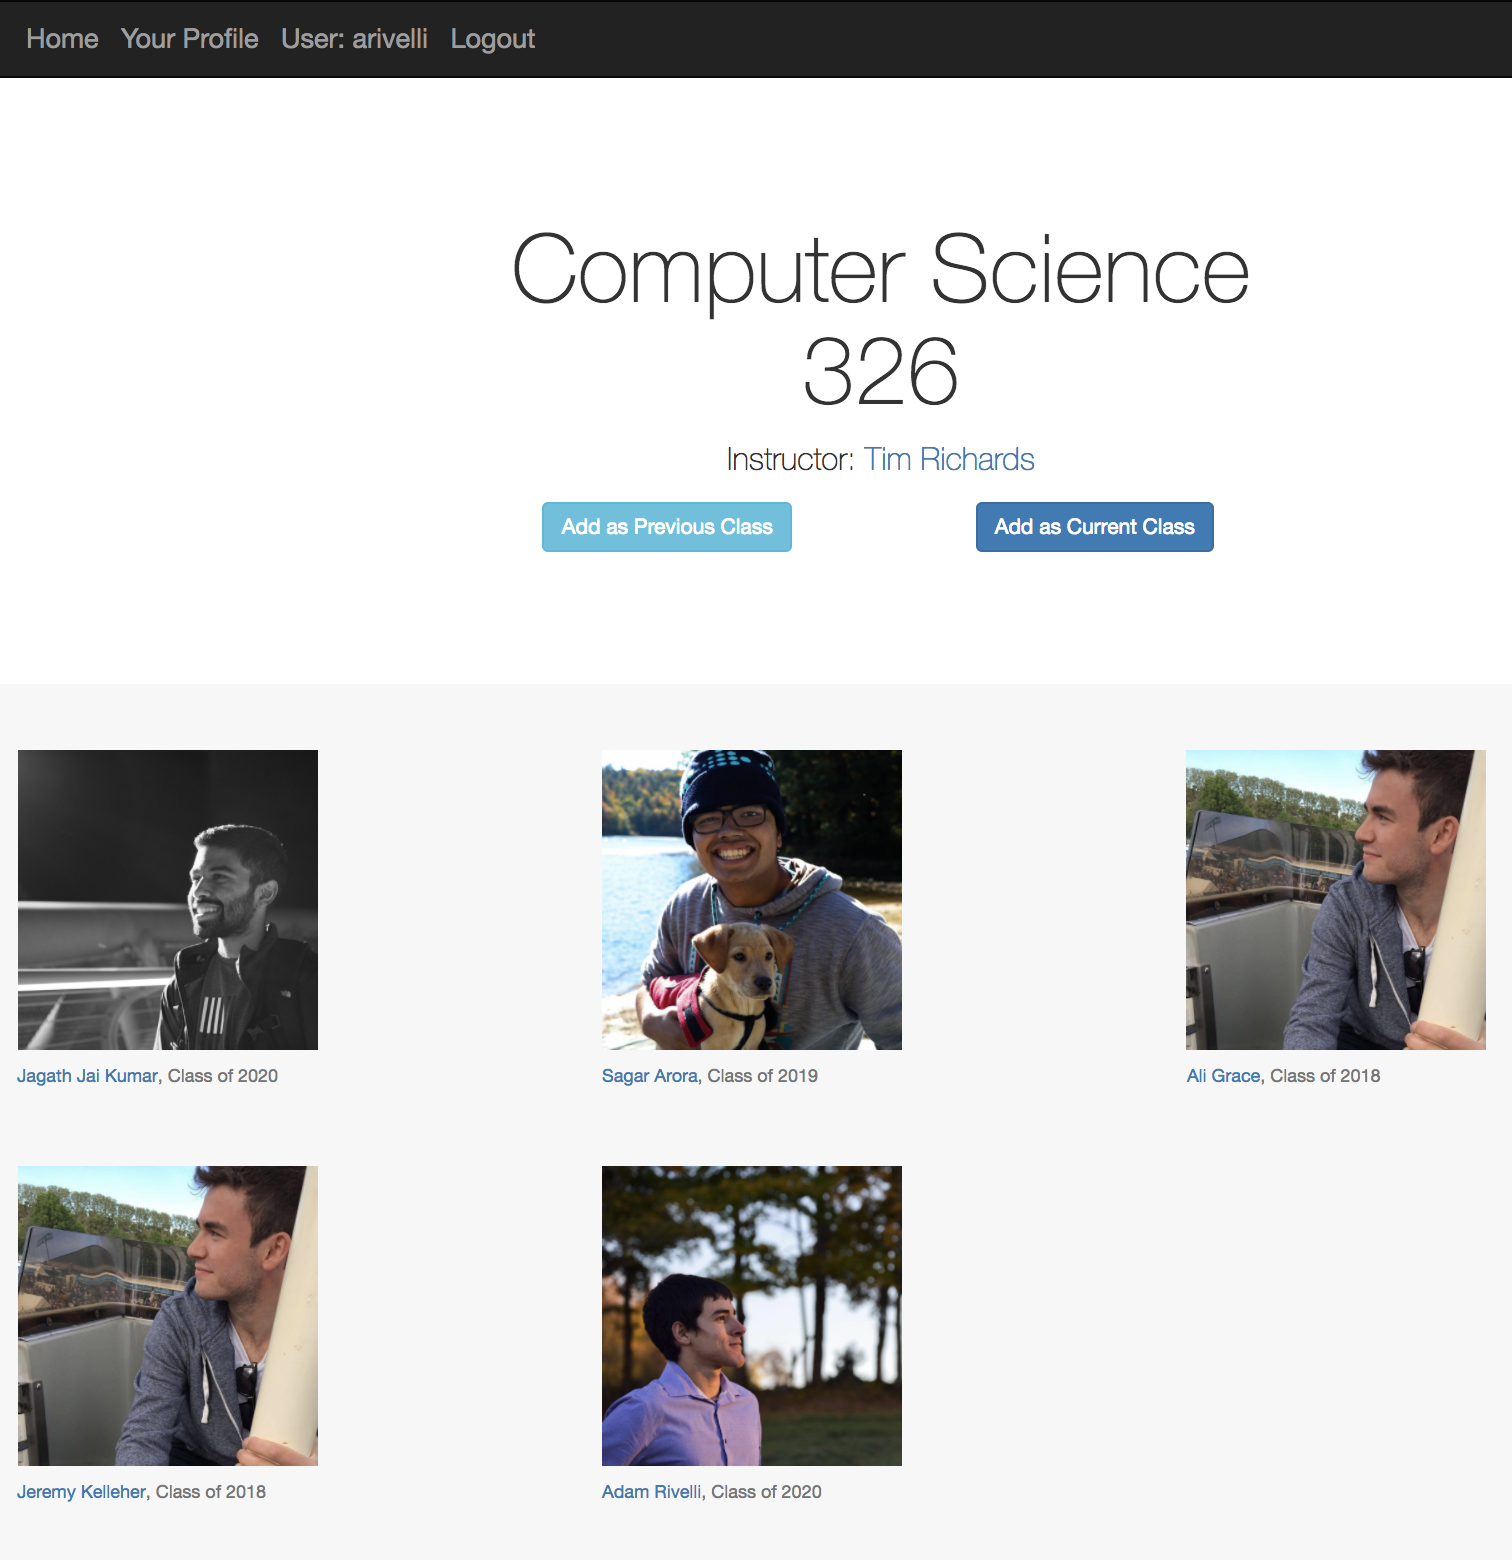 Home Your Profile User: arivelli Logout
Computer Science
326
Instructor: Tim Richards
Add as Previous Class Add as Current Class
Jagath Jai Kumar, Class of 2020 Sagar Arora, Class of 2019 Ali Grace, Class of 2018
Jeremy Kelleher, Class of 2018 Adam Rivelli, Class of 2020